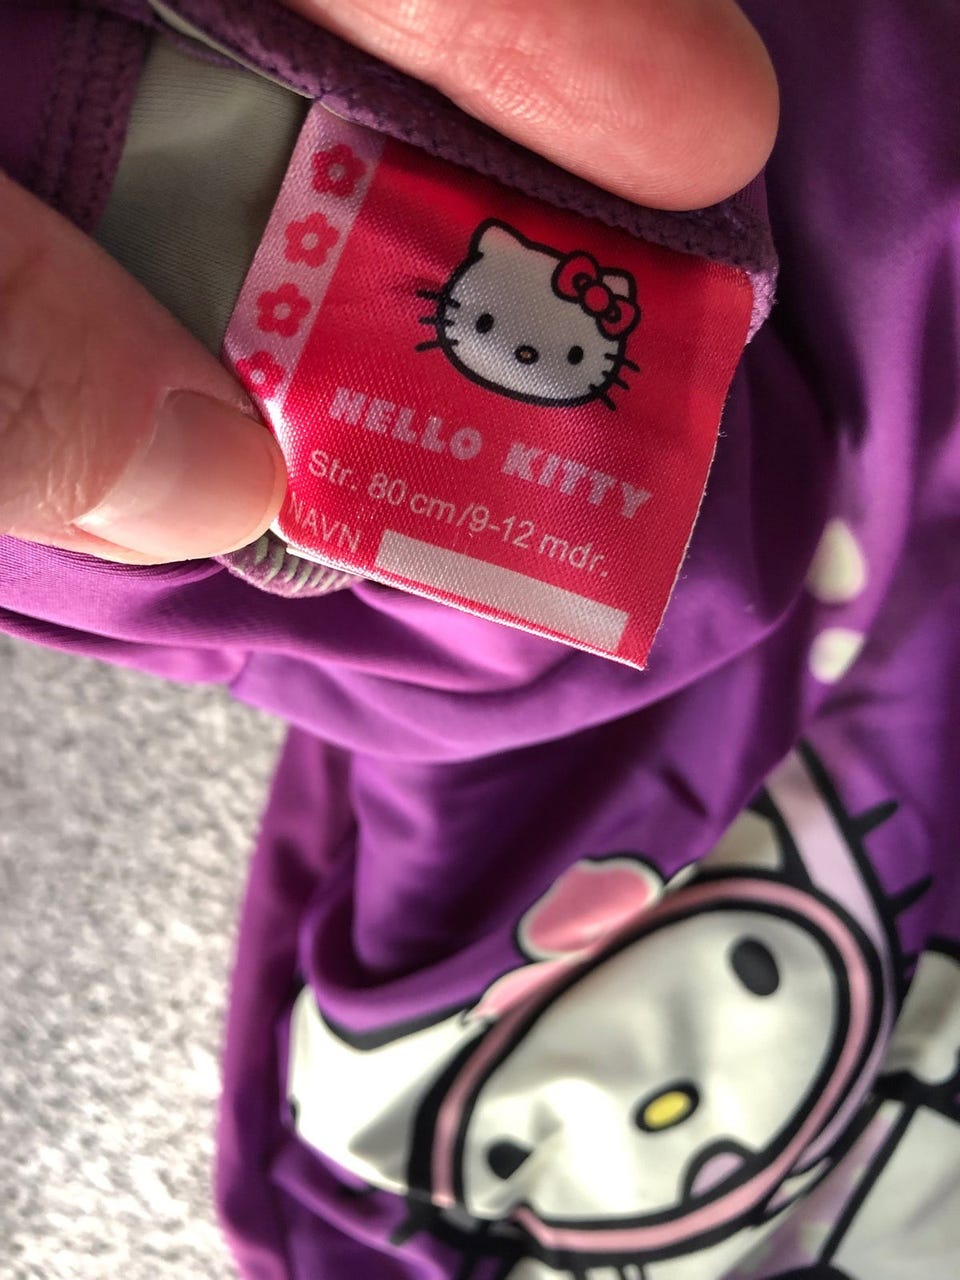 HELLO KITTY
Str. 80 cm/9-12 mdr.
NAVN